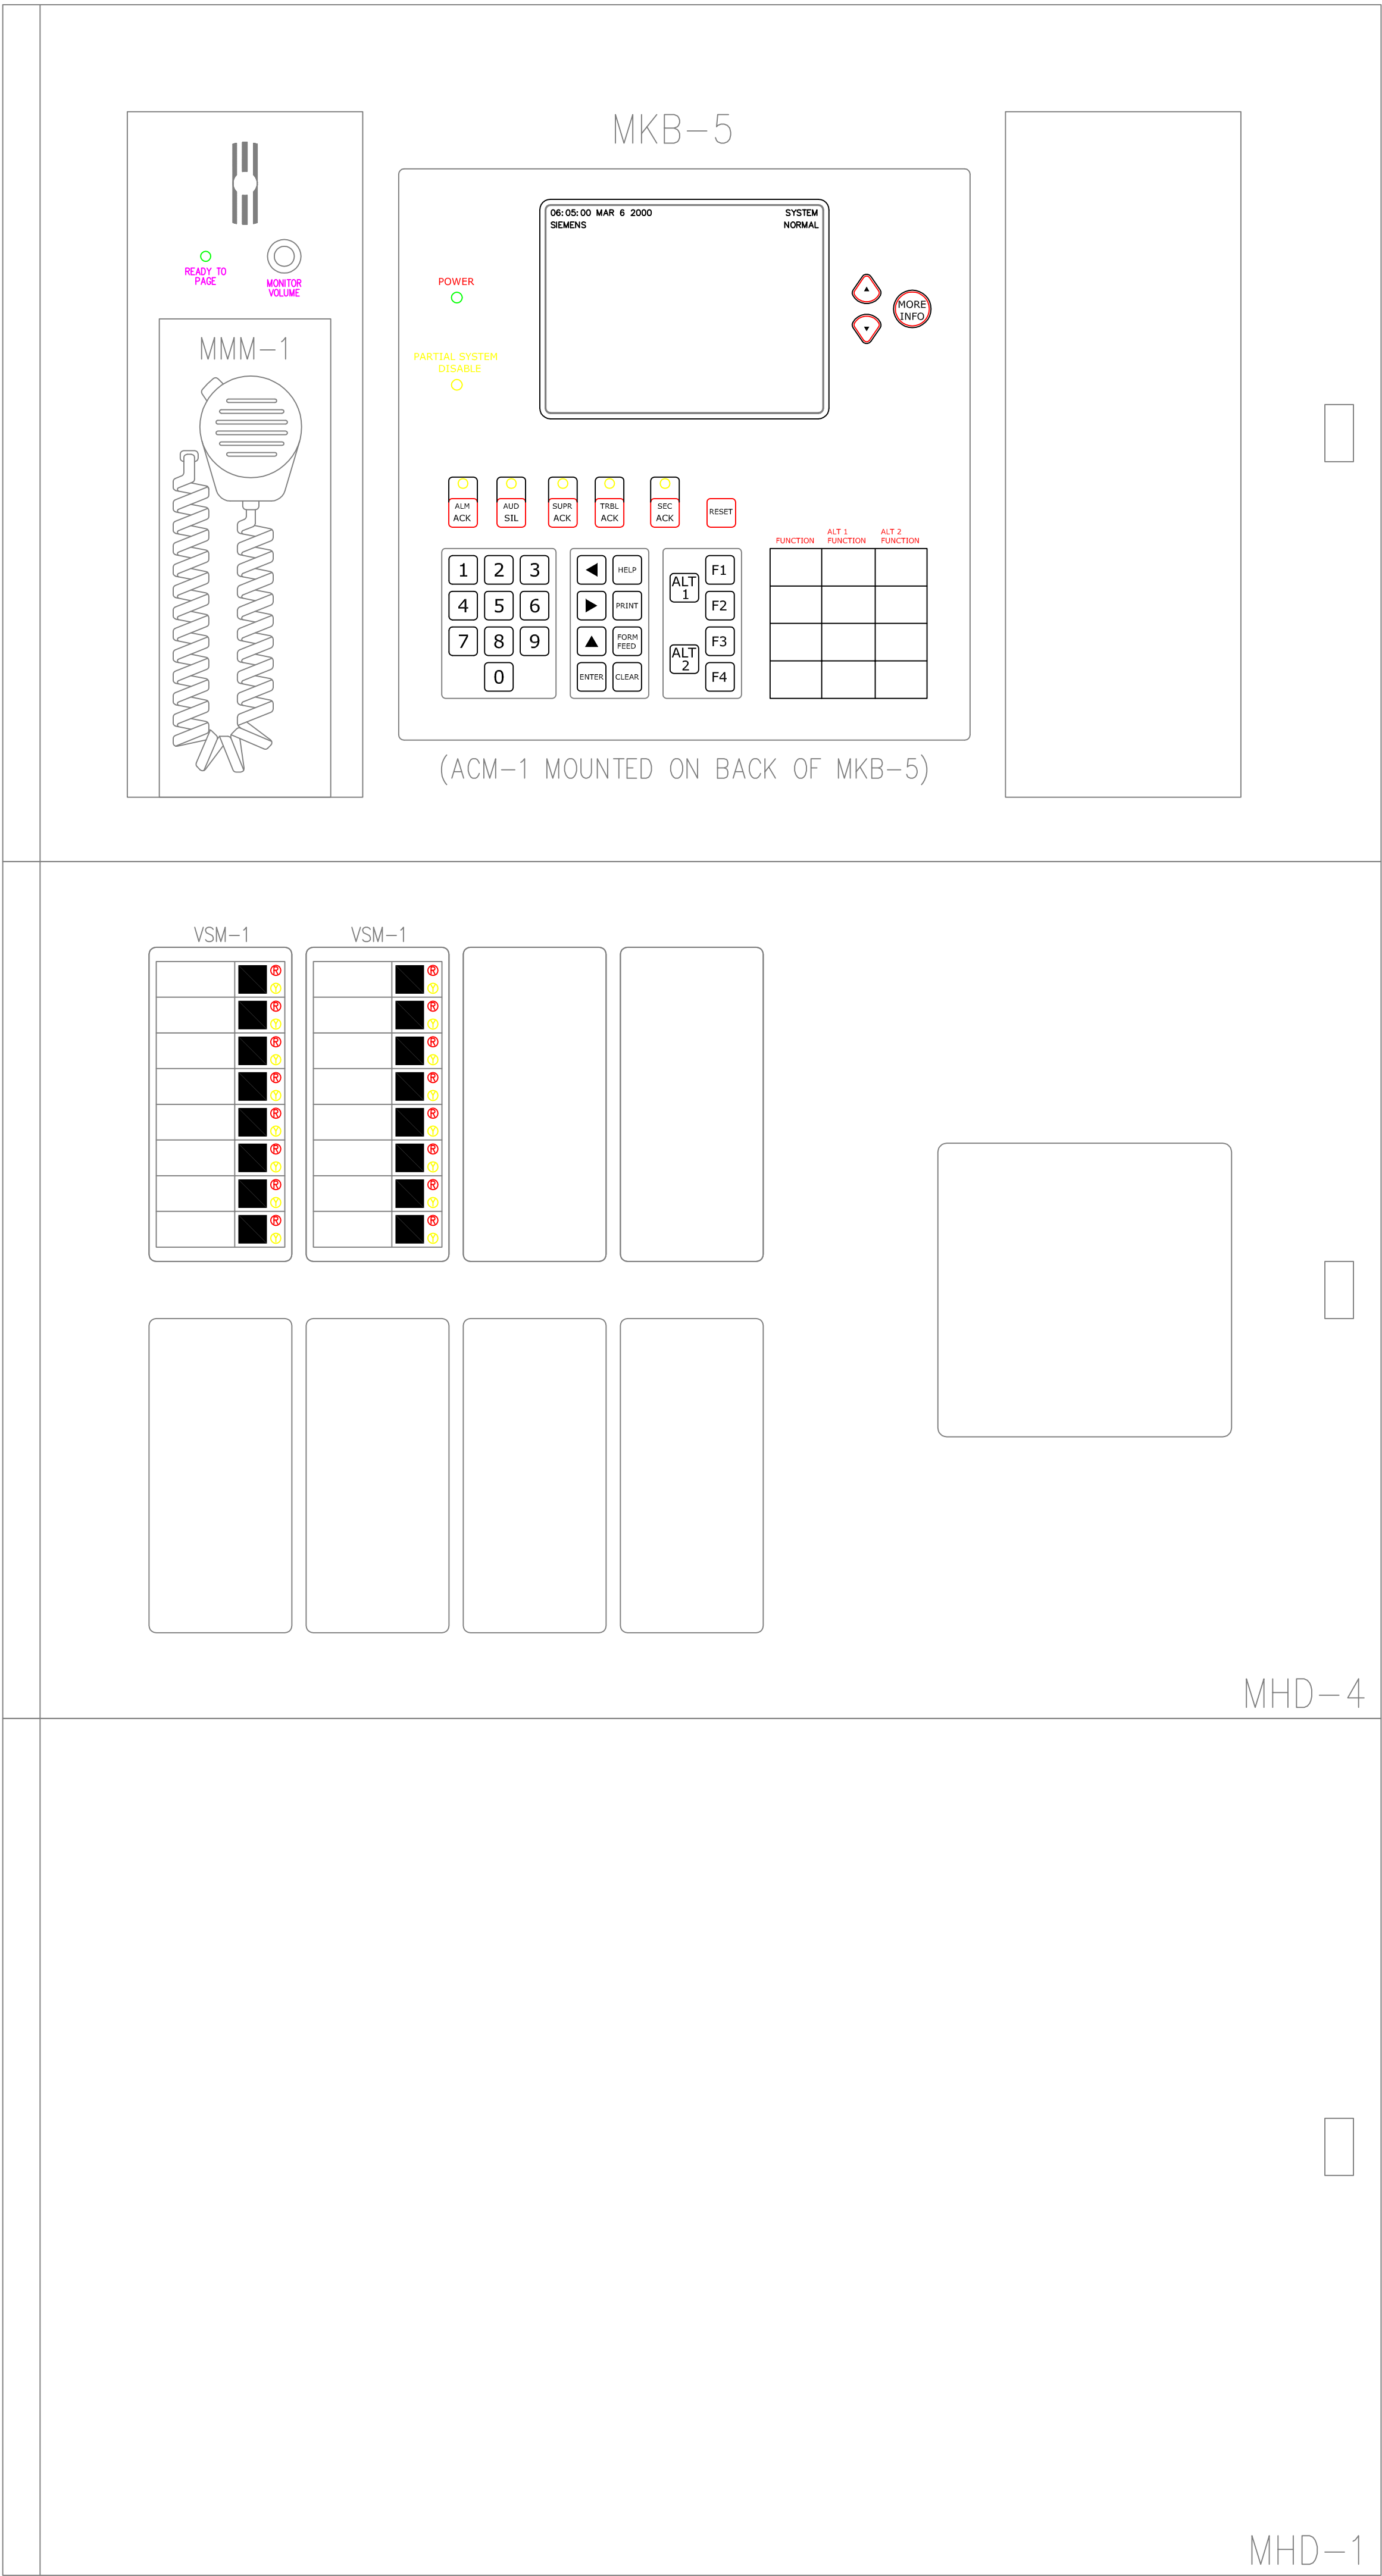 MKB-5
06:05:00 MAR 6 2000 SYSTEM
SIEMENS NORMAL
READY TO
PAGE
MONITOR
VOLUME
POWER
MORE
INFO
MMM-1
PARTIAL SYSTEM
DISABLE
ALM
ACK
AUD
SIL
SUPR
ACK
TRBL
ACK
SEC
ACK
RESET
FUNCTION
ALT 1
FUNCTION
ALT 2
FUNCTION
1 2 3
4 5 6
7 8 9
0
HELP
PRINT
FORM
FEED
ENTER CLEAR
ALT
1
ALT
2
F1
F2
F3
F4
(ACM-1 MOUNTED ON BACK OF MKB-5)
VSM-1 VSM-1
R R
Y Y
R R
Y Y
R R
Y Y
R R
Y Y
R R
Y Y
R R
Y Y
R R
Y Y
R R
Y Y
MHD-4
MHD-1